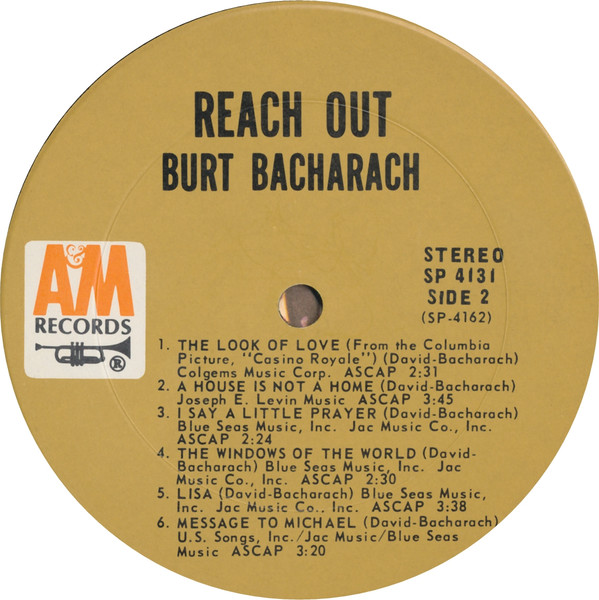 REACH OUT
BURT BACHARACH
A&M
RECORDS
®
STEREO
SP 4131
SIDE 2
(SP-4162)
1. THE LOOK OF LOVE (From the Columbia
Picture, "Casino Royale") (David-Bacharach)
Colgems Music Corp. ASCAP 2:31
2. A HOUSE IS NOT A HOME (David-Bacharach)
Joseph E. Levin Music ASCAP 3:45
3. I SAY A LITTLE PRAYER (David-Bacharach)
Blue Seas Music, Inc. Jac Music Co., Inc.
ASCAP 2:24
4. THE WINDOWS OF THE WORLD (David-
Bacharach) Blue Seas Music, Inc. Jac
Music Co., Inc. ASCAP 2:30
5. LISA (David-Bacharach) Blue Seas Music,
Inc. Jac Music Co.. Inc. ASCAP 3:38
6. MESSAGE TO MICHAEL (David-Bacharach)
U.S. Songs, Inc./Jac Music/Blue Seas
Music ASCAP 3:20